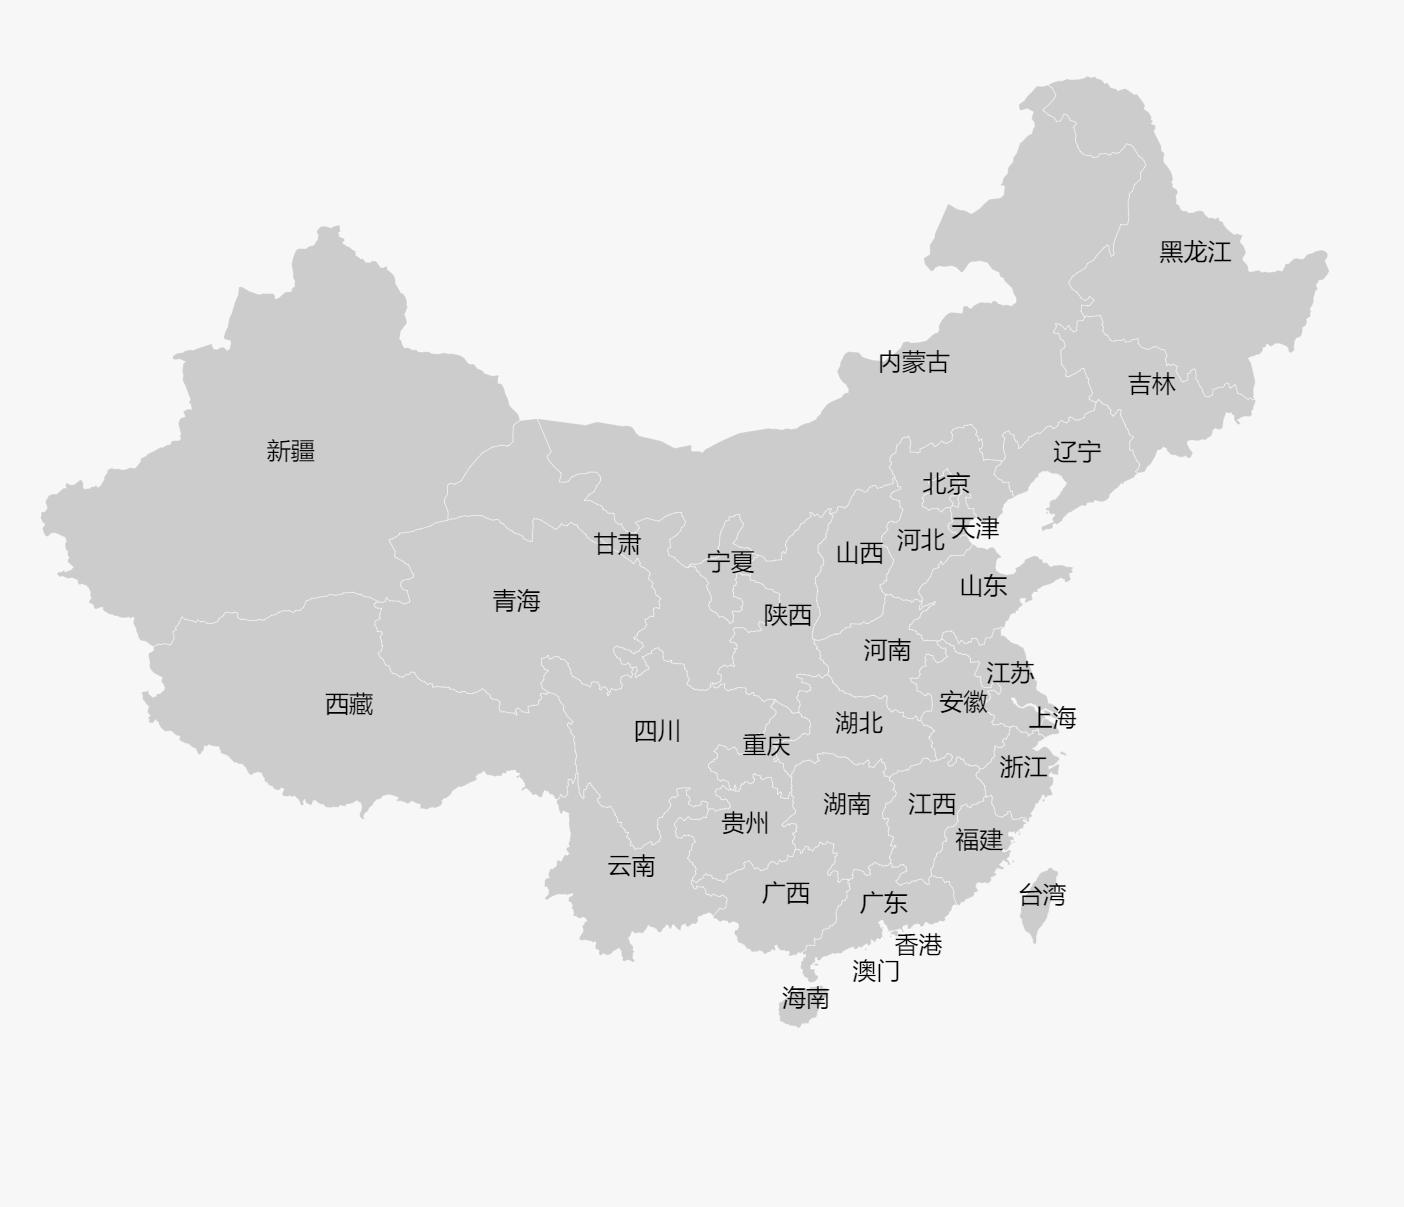 黑龙江
内蒙古
吉林
新疆
辽宁
北京
天津
甘肃
宁夏
山西
河北
山东
青海
陕西
河南
江苏
西藏
安徽
四川
湖北
上海
重庆
浙江
贵州
湖南
江西
福建
云南
广西
广东
台湾
香港
澳门
海南